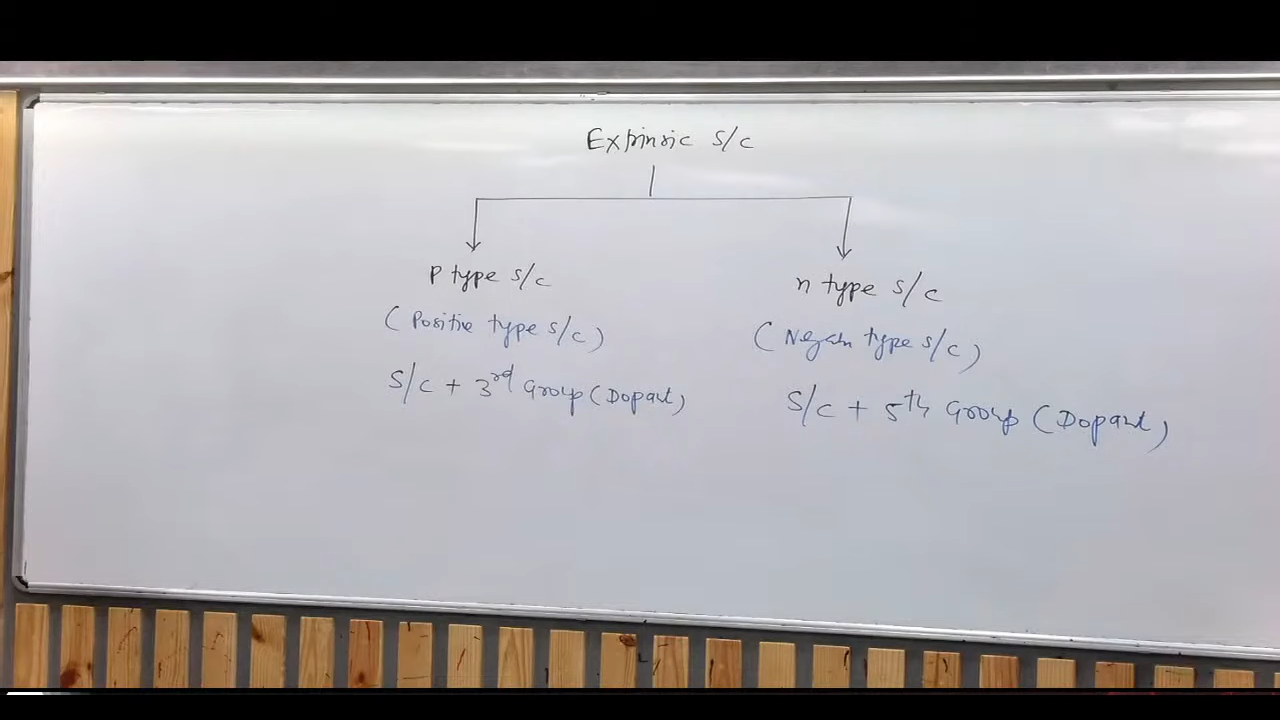 Extrinsic S/C
P type S/C
(Positive type S/C)
S/C + 3rd Group (Dopant)
n type S/C
(Negative type S/C)
S/C + 5th Group (Dopant)